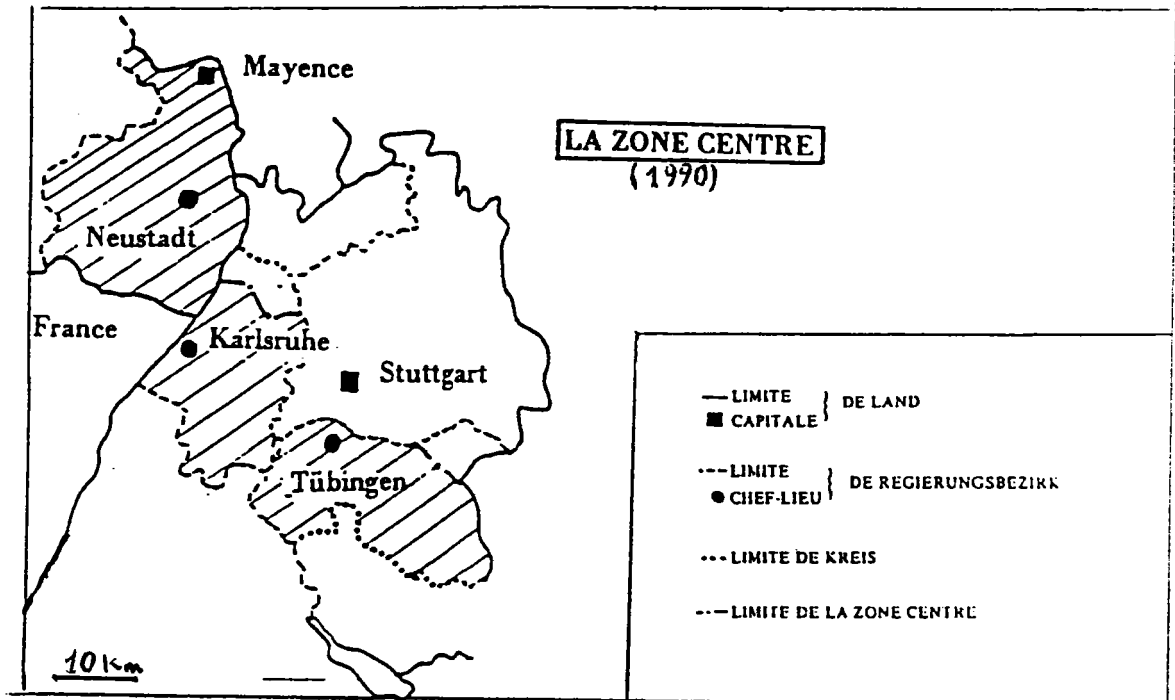 Mayence
LA ZONE CENTRE
(1990)
Neustadt
France
Karlsruhe
Stuttgart
Tübingen
LIMITE
CAPITALE
DE LAND
LIMITE
CHEF-LIEU
DE REGIERUNGSBEZIRK
LIMITE DE KREIS
LIMITE DE LA ZONE CENTRE
10 Km